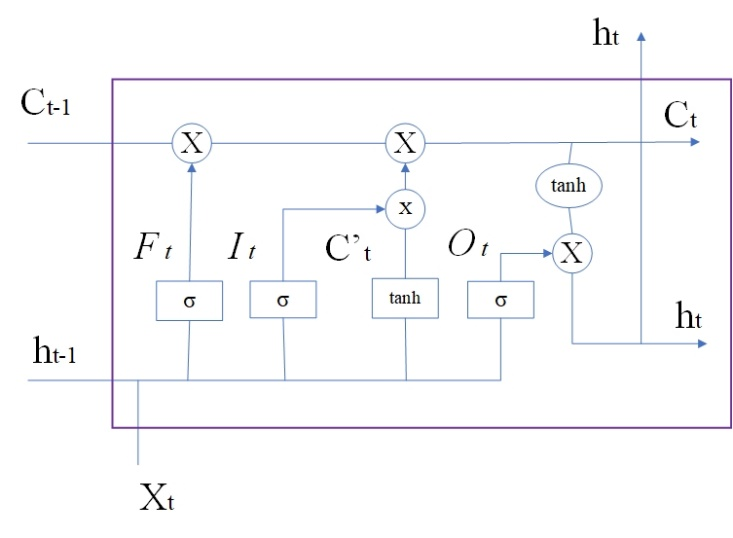 ht
Ct-1
Ct
X
X
tanh
x
Ft
It
C’t
Ot
X
σ
σ
tanh
σ
ht
ht-1
Xt